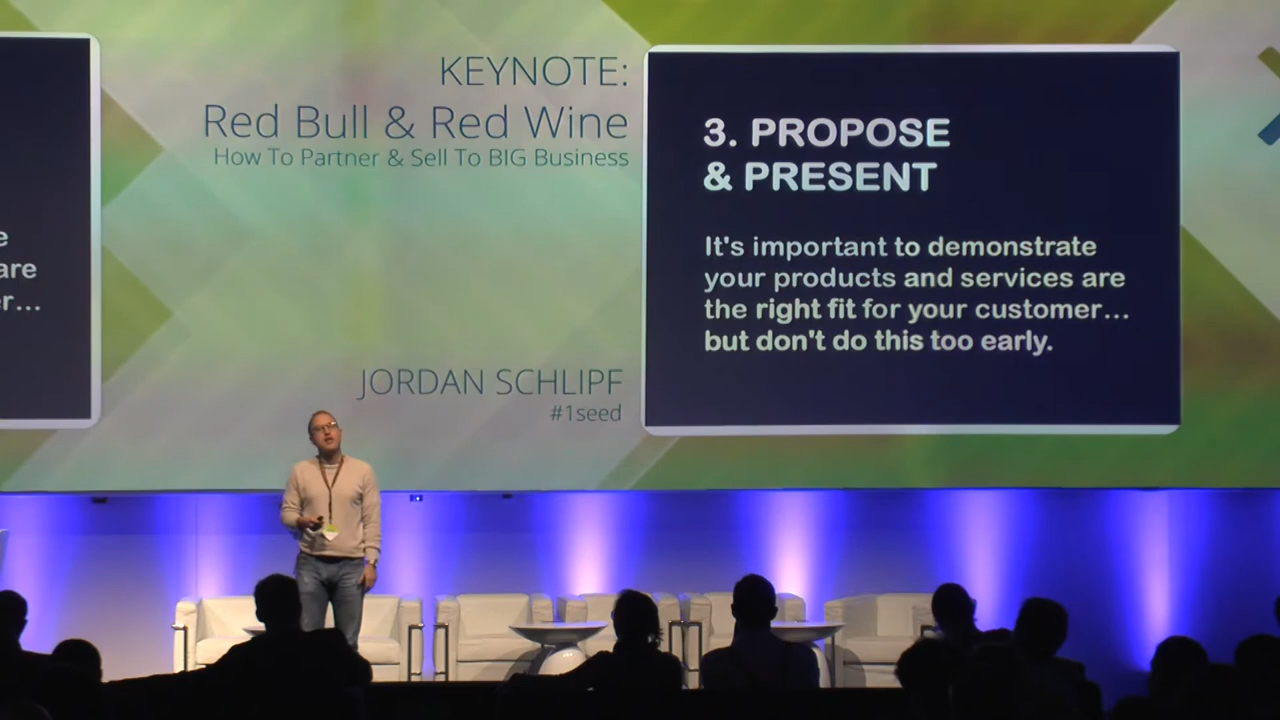 KEYNOTE:
Red Bull & Red Wine
How To Partner & Sell To BIG Business
JORDAN SCHLIPF
#1seed
3. PROPOSE
& PRESENT
It's important to demonstrate
your products and services are
the right fit for your customer...
but don't do this too early.